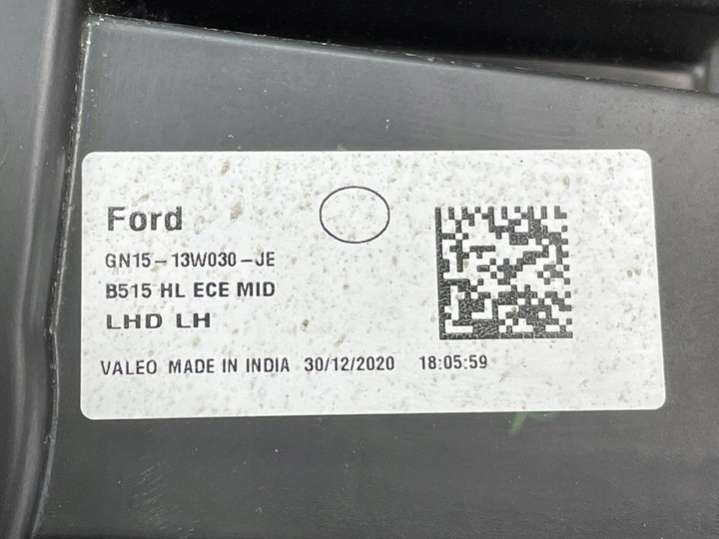 Ford
GN15-13W030-JE
B515 HL ECE MID
LHD LH
VALEO MADE IN INDIA 30/12/2020 18:05:59